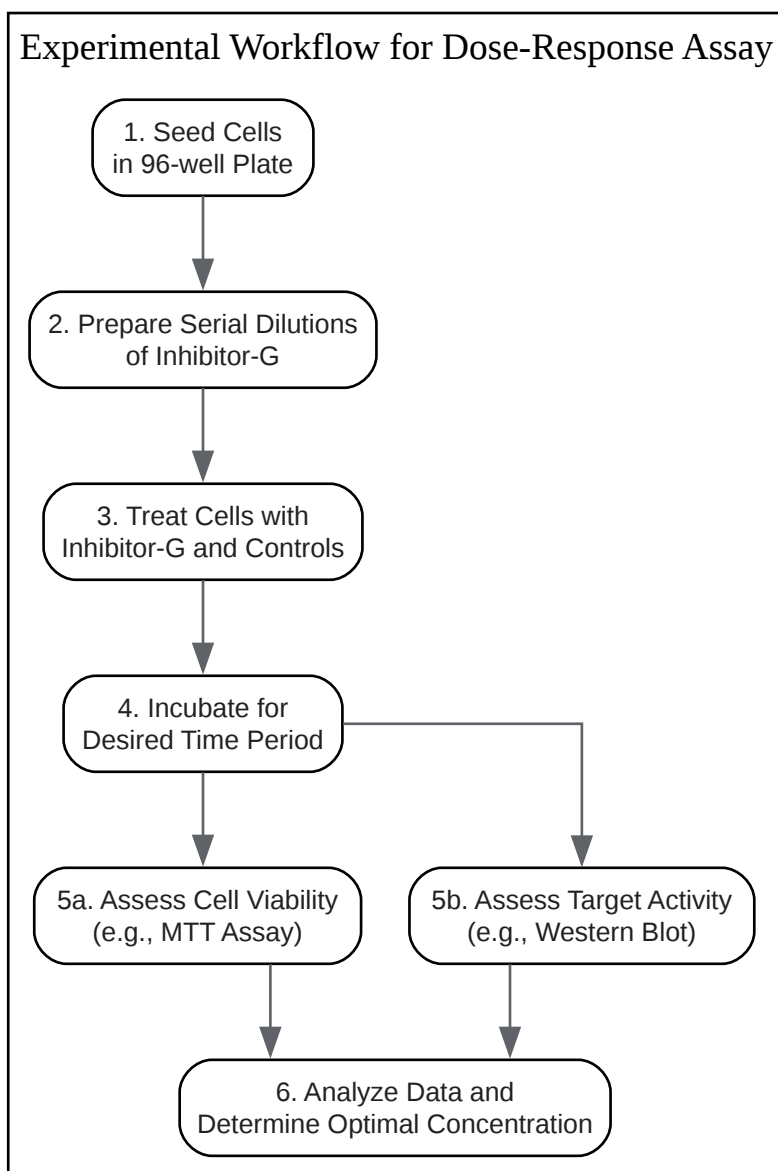 Experimental Workflow for Dose-Response Assay
1. Seed Cells
in 96-well Plate
2. Prepare Serial Dilutions
of Inhibitor-G
3. Treat Cells with
Inhibitor-G and Controls
4. Incubate for
Desired Time Period
5a. Assess Cell Viability
(e.g., MTT Assay)
5b. Assess Target Activity
(e.g., Western Blot)
6. Analyze Data and
Determine Optimal Concentration